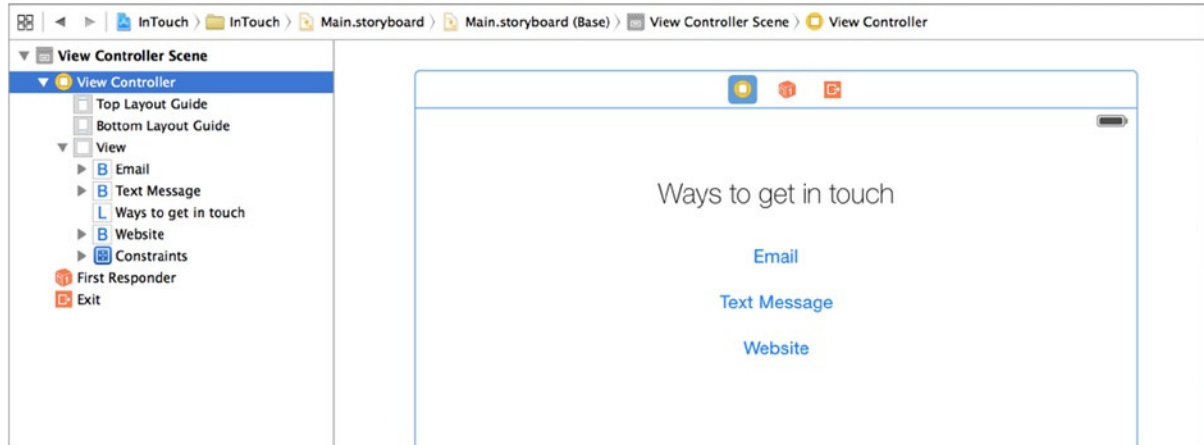 InTouch InTouch Main.storyboard Main.storyboard (Base) View Controller Scene View Controller
View Controller Scene
View Controller
Top Layout Guide
Bottom Layout Guide
View
B Email
B Text Message
L Ways to get in touch
B Website
Constraints
First Responder
Exit
Ways to get in touch
Email
Text Message
Website